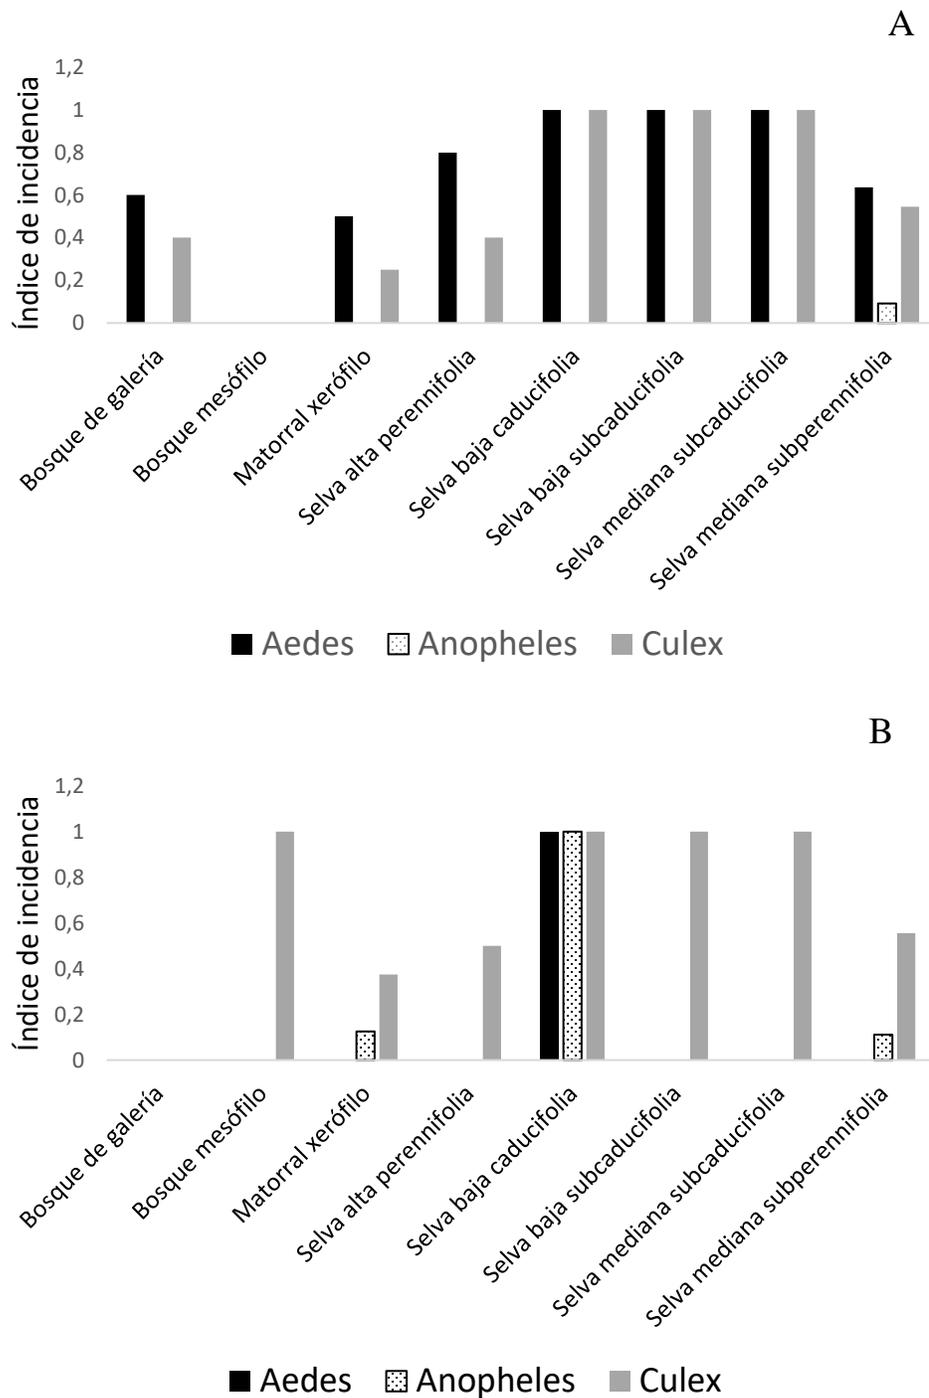 A
Índice de incidencia
1,2
1
0,8
0,6
0,4
0,2
0
Bosque de galería
Bosque mesófilo
Matorral xerófilo
Selva alta perennifolia
Selva baja caducifolia
Selva baja subcaducifolia
Selva mediana subcaducifolia
Selva mediana subperennifolia
Aedes Anopheles Culex
B
Índice de incidencia
1,2
1
0,8
0,6
0,4
0,2
0
Bosque de galería
Bosque mesófilo
Matorral xerófilo
Selva alta perennifolia
Selva baja caducifolia
Selva baja subcaducifolia
Selva mediana subcaducifolia
Selva mediana subperennifolia
Aedes Anopheles Culex